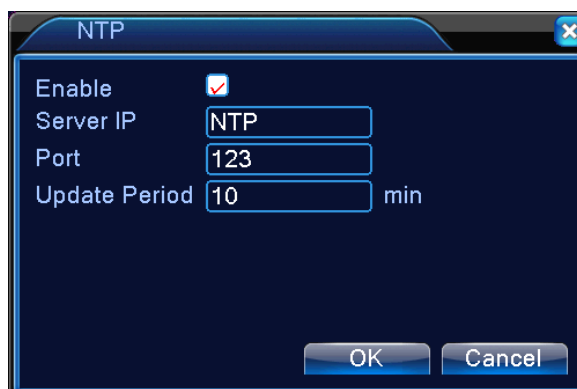 NTP
Enable
Server IP NTP
Port 123
Update Period 10 min
OK Cancel